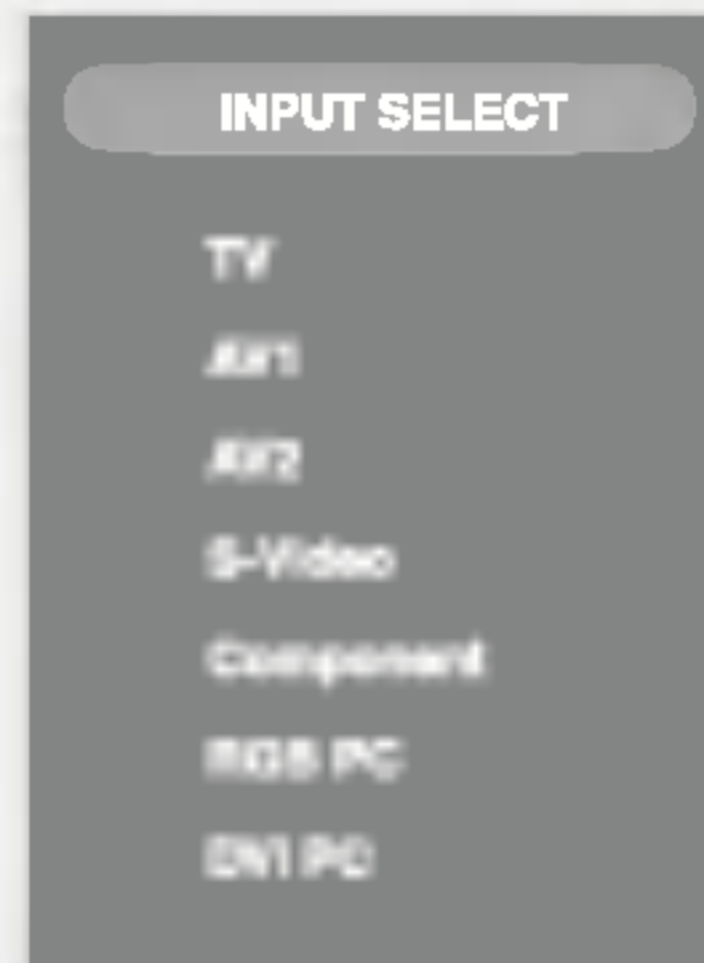 INPUT SELECT
TV
AV1
AV2
S-Video
Component
RGB PC
DVI PC